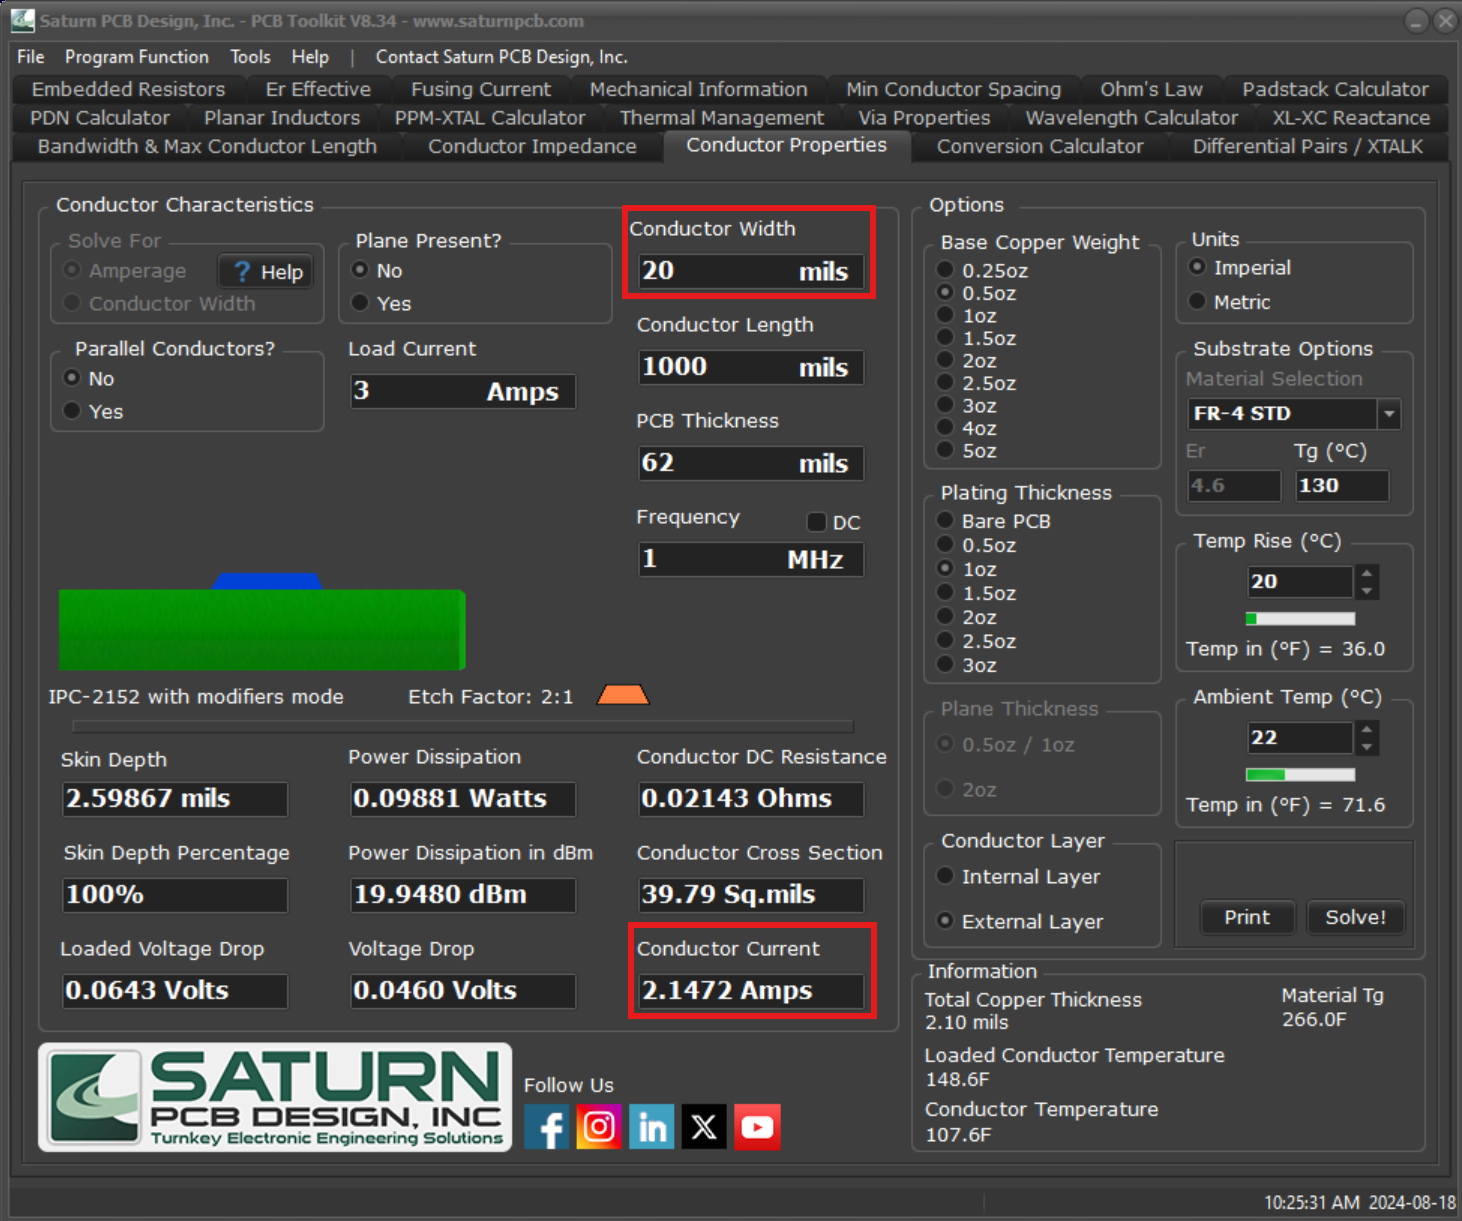 Saturn PCB Design, Inc. - PCB Toolkit V8.34 - www.saturnpcb.com
File Program Function Tools Help | Contact Saturn PCB Design, Inc.
Embedded Resistors Er Effective Fusing Current Mechanical Information Min Conductor Spacing Ohm's Law Padstack Calculator
PDN Calculator Planar Inductors PPM-XTAL Calculator Thermal Management Via Properties Wavelength Calculator XL-XC Reactance
Bandwidth & Max Conductor Length Conductor Impedance Conductor Properties Conversion Calculator Differential Pairs / XTALK
Conductor Characteristics
Solve For
Amperage
? Help
Conductor Width
Plane Present?
No
Yes
Conductor Width
20 mils
Parallel Conductors?
No
Yes
Load Current
3 Amps
Conductor Length
1000 mils
PCB Thickness
62 mils
Frequency
DC
1 MHz
IPC-2152 with modifiers mode
Etch Factor: 2:1
Skin Depth
2.59867 mils
Power Dissipation
0.09881 Watts
Conductor DC Resistance
0.02143 Ohms
Skin Depth Percentage
100%
Power Dissipation in dBm
19.9480 dBm
Conductor Cross Section
39.79 Sq.mils
Loaded Voltage Drop
0.0643 Volts
Voltage Drop
0.0460 Volts
Conductor Current
2.1472 Amps
Options
Base Copper Weight
0.25oz
0.5oz
1oz
1.5oz
2oz
2.5oz
3oz
4oz
5oz
Plating Thickness
Bare PCB
0.5oz
1oz
1.5oz
2oz
2.5oz
3oz
Plane Thickness
0.5oz / 1oz
2oz
Conductor Layer
Internal Layer
External Layer
Units
Imperial
Metric
Substrate Options
Material Selection
FR-4 STD
Er Tg (°C)
4.6 130
Temp Rise (°C)
20
Temp in (°F) = 36.0
Ambient Temp (°C)
22
Temp in (°F) = 71.6
Print Solve!
Information
Total Copper Thickness
2.10 mils
Material Tg
266.0F
Loaded Conductor Temperature
148.6F
Conductor Temperature
107.6F
SATURN
PCB DESIGN, INC
Turnkey Electronic Engineering Solutions
Follow Us
f in X
10:25:31 AM 2024-08-18